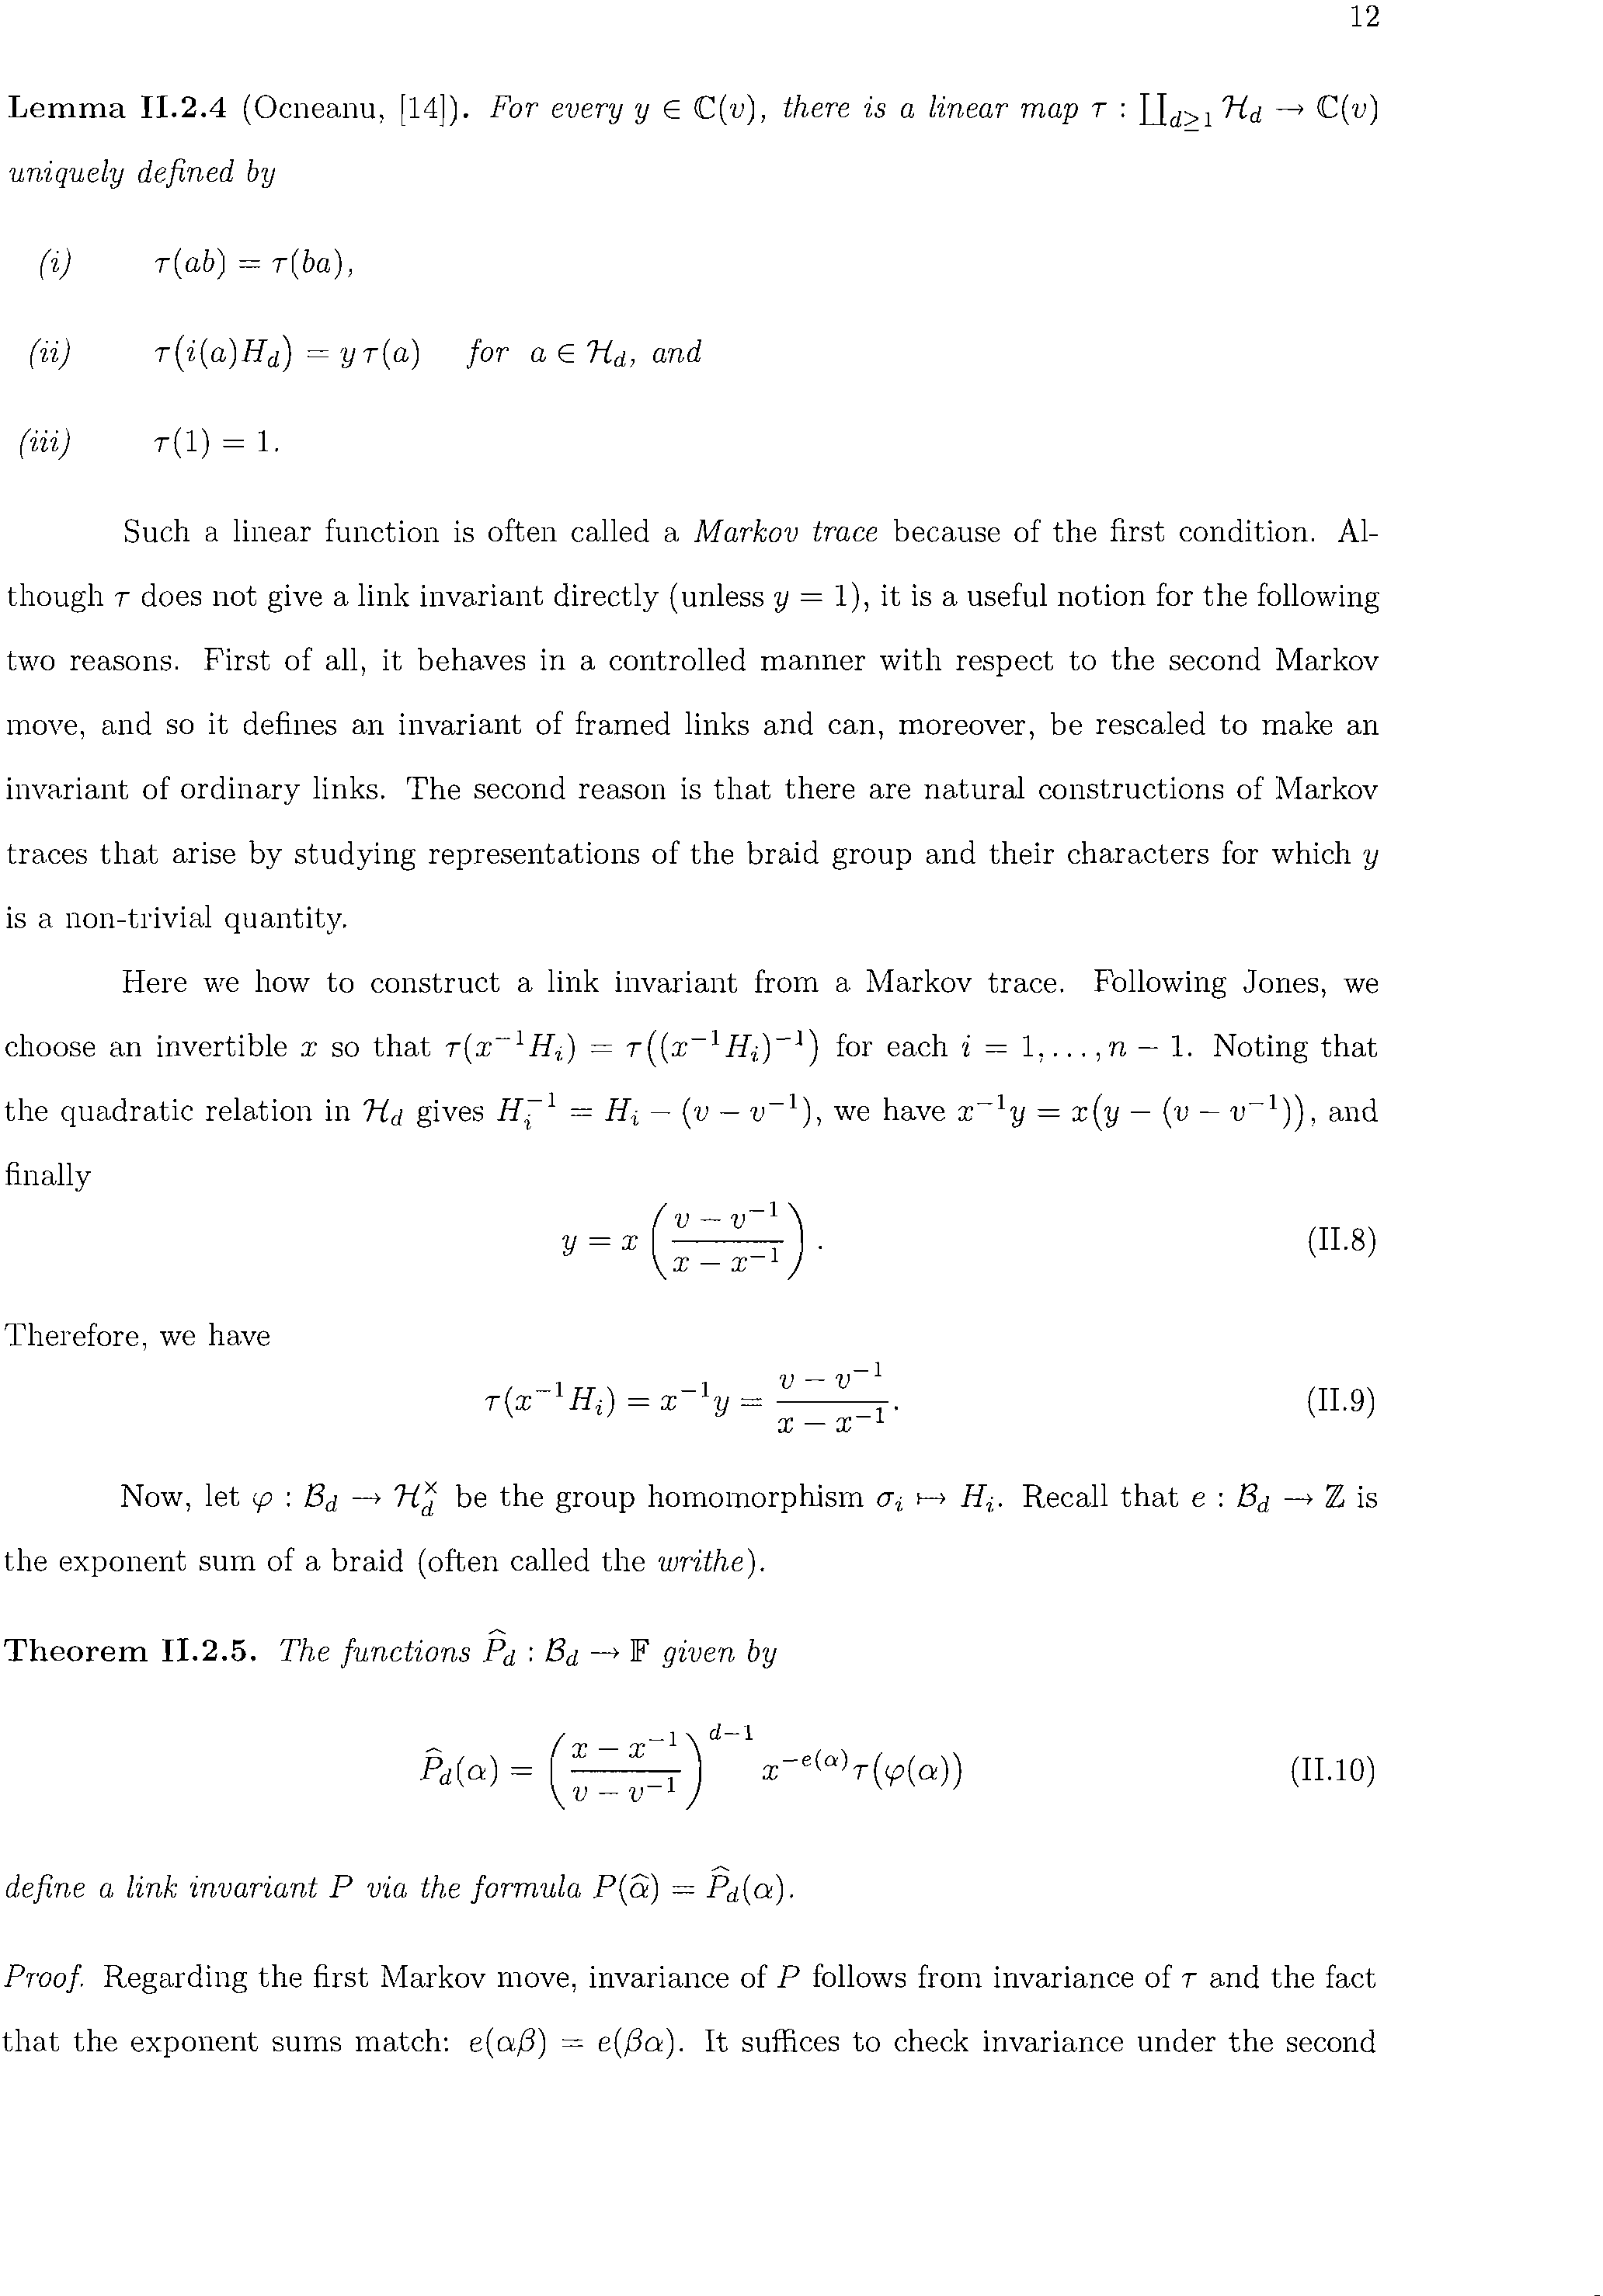 12
Lemma II.2.4 (Ocneanu, [14]). For every y ∈ ℂ(v), there is a linear map τ : ∐_{d≥1} ℋ_d → ℂ(v)
uniquely defined by
(i) τ(ab) = τ(ba),
(ii) τ(i(a)H_d) = y τ(a) for a ∈ ℋ_d, and
(iii) τ(1) = 1.
Such a linear function is often called a Markov trace because of the first condition. Al-
though τ does not give a link invariant directly (unless y = 1), it is a useful notion for the following
two reasons. First of all, it behaves in a controlled manner with respect to the second Markov
move, and so it defines an invariant of framed links and can, moreover, be rescaled to make an
invariant of ordinary links. The second reason is that there are natural constructions of Markov
traces that arise by studying representations of the braid group and their characters for which y
is a non-trivial quantity.
Here we how to construct a link invariant from a Markov trace. Following Jones, we
choose an invertible x so that τ(x^{-1}H_i) = τ((x^{-1}H_i)^{-1}) for each i = 1, . . . , n − 1. Noting that
the quadratic relation in ℋ_d gives H_i^{-1} = H_i − (v − v^{-1}), we have x^{-1}y = x(y − (v − v^{-1})), and
finally
y = x ( (v − v^{-1}) / (x − x^{-1}) ) . (II.8)
Therefore, we have
τ(x^{-1}H_i) = x^{-1}y = (v − v^{-1}) / (x − x^{-1}) . (II.9)
Now, let φ : ℬ_d → ℋ_d^× be the group homomorphism σ_i ↦ H_i. Recall that e : ℬ_d → ℤ is
the exponent sum of a braid (often called the writhe).
Theorem II.2.5. The functions P̂_d : ℬ_d → 𝔽 given by
P̂_d(α) = ( (x − x^{-1}) / (v − v^{-1}) )^{d−1} x^{−e(α)} τ(φ(α)) (II.10)
define a link invariant P via the formula P(α̂) = P̂_d(α).
Proof. Regarding the first Markov move, invariance of P follows from invariance of τ and the fact
that the exponent sums match: e(αβ) = e(βα). It suffices to check invariance under the second